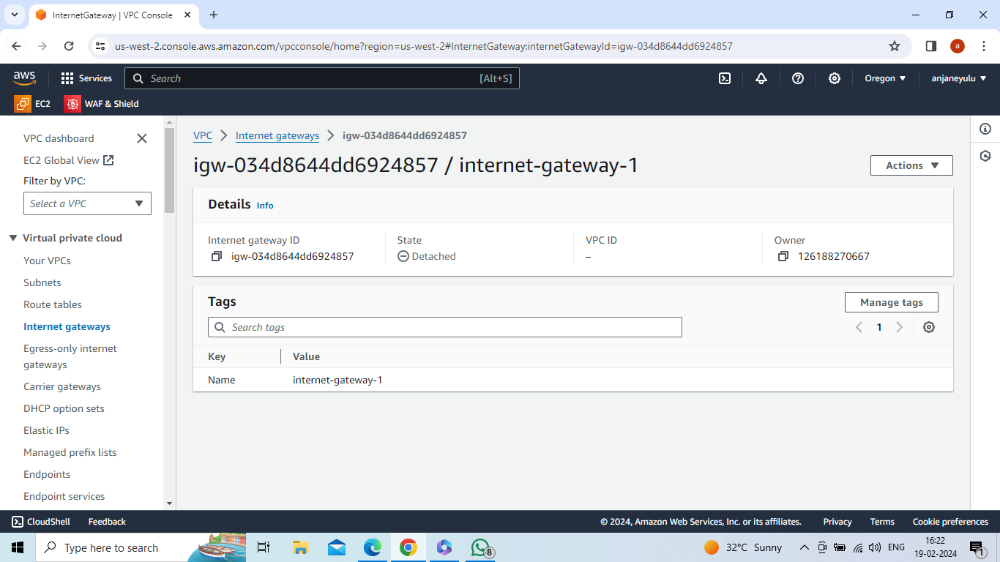 InternetGateway | VPC Console
us-west-2.console.aws.amazon.com/vpcconsole/home?region=us-west-2#InternetGateway:internetGatewayId=igw-034d8644dd6924857
a
aws
Services
Search
[Alt+S]
Oregon
anjaneyulu
EC2
WAF & Shield
VPC dashboard
EC2 Global View
Filter by VPC:
Select a VPC
Virtual private cloud
Your VPCs
Subnets
Route tables
Internet gateways
Egress-only internet
gateways
Carrier gateways
DHCP option sets
Elastic IPs
Managed prefix lists
Endpoints
Endpoint services
VPC
Internet gateways
igw-034d8644dd6924857
igw-034d8644dd6924857 / internet-gateway-1
Actions
Details Info
Internet gateway ID
igw-034d8644dd6924857
State
Detached
VPC ID
–
Owner
126188270667
Tags
Manage tags
Search tags
1
Key
Value
Name
internet-gateway-1
CloudShell
Feedback
© 2024, Amazon Web Services, Inc. or its affiliates.
Privacy
Terms
Cookie preferences
Type here to search
8
32°C Sunny
ENG
16:22
19-02-2024
1